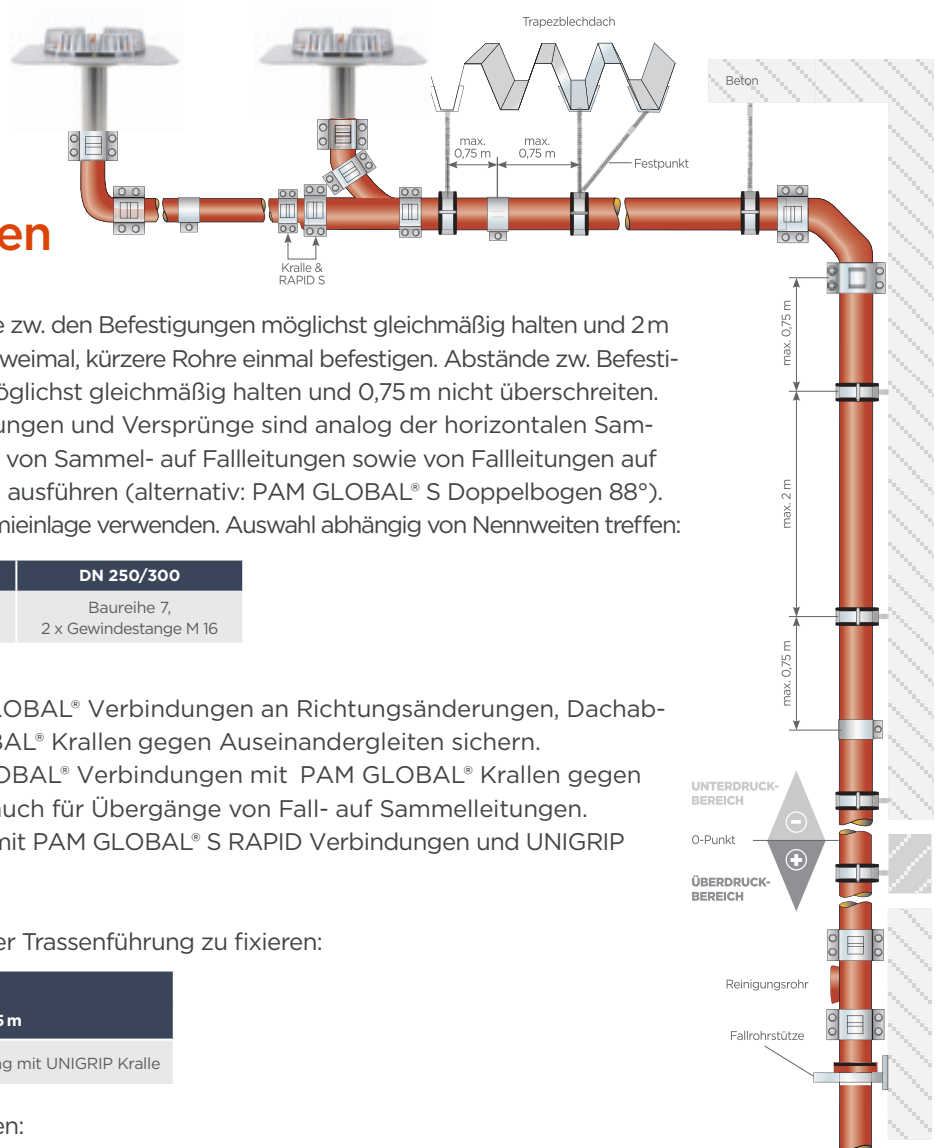 Trapezblechdach
Beton
max.
0,75 m
max.
0,75 m
Festpunkt
en
Kralle &
RAPID S
zw. den Befestigungen möglichst gleichmäßig halten und 2 m
weimal, kürzere Rohre einmal befestigen. Abstände zw. Befesti-
öglichst gleichmäßig halten und 0,75 m nicht überschreiten.
ungen und Versprünge sind analog der horizontalen Sam-
von Sammel- auf Fallleitungen sowie von Fallleitungen auf
ausführen (alternativ: PAM GLOBAL® S Doppelbogen 88°).
mieinlage verwenden. Auswahl abhängig von Nennweiten treffen:
DN 250/300
Baureihe 7,
2 x Gewindestange M 16
LOBAL® Verbindungen an Richtungsänderungen, Dachab-
BAL® Krallen gegen Auseinandergleiten sichern.
OBAL® Verbindungen mit PAM GLOBAL® Krallen gegen
auch für Übergänge von Fall- auf Sammelleitungen.
mit PAM GLOBAL® S RAPID Verbindungen und UNIGRIP
er Trassenführung zu fixieren:
5 m
ng mit UNIGRIP Kralle
en:
max. 0,75 m
max. 2 m
max. 0,75 m
UNTERDRUCK-
BEREICH
0-Punkt
ÜBERDRUCK-
BEREICH
Reinigungsrohr
Fallrohrstütze